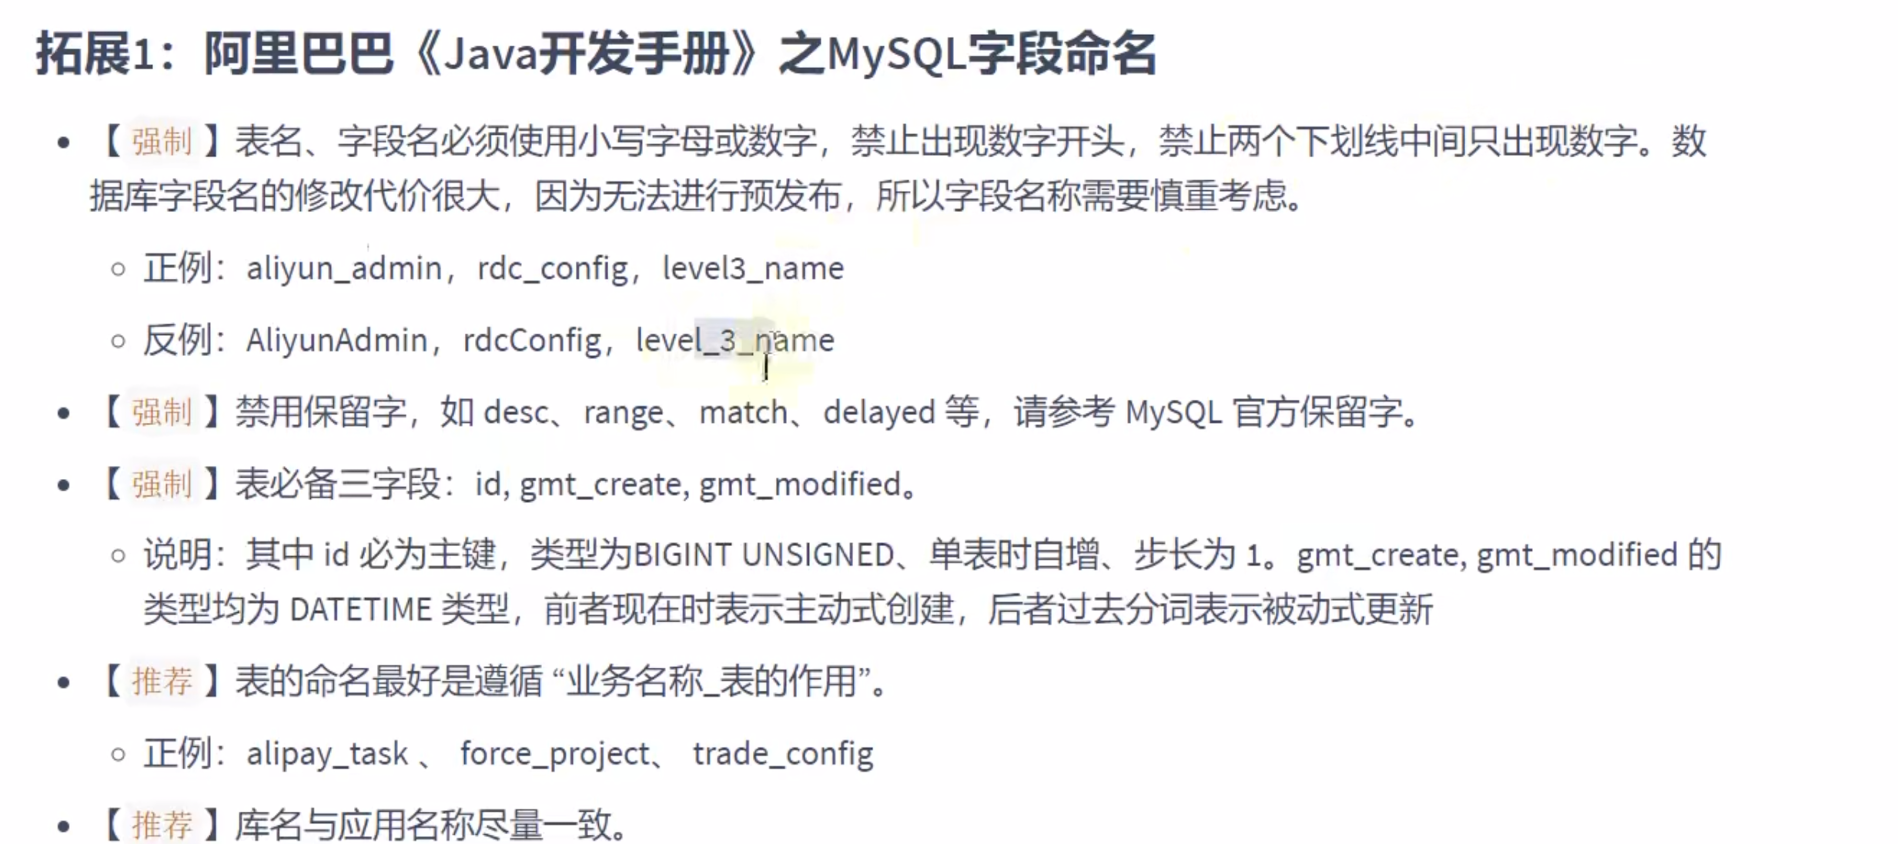 拓展1：阿里巴巴《Java开发手册》之MySQL字段命名
【强制】表名、字段名必须使用小写字母或数字，禁止出现数字开头，禁止两个下划线中间只出现数字。数
据库字段名的修改代价很大，因为无法进行预发布，所以字段名称需要慎重考虑。
正例：aliyun_admin，rdc_config，level3_name
反例：AliyunAdmin，rdcConfig，level_3_name
【强制】禁用保留字，如 desc、range、match、delayed 等，请参考 MySQL 官方保留字。
【强制】表必备三字段：id, gmt_create, gmt_modified。
说明：其中 id 必为主键，类型为BIGINT UNSIGNED、单表时自增、步长为 1。gmt_create, gmt_modified 的
类型均为 DATETIME 类型，前者现在时表示主动式创建，后者过去分词表示被动式更新
【推荐】表的命名最好是遵循 “业务名称_表的作用”。
正例：alipay_task 、 force_project、 trade_config
【推荐】库名与应用名称尽量一致。